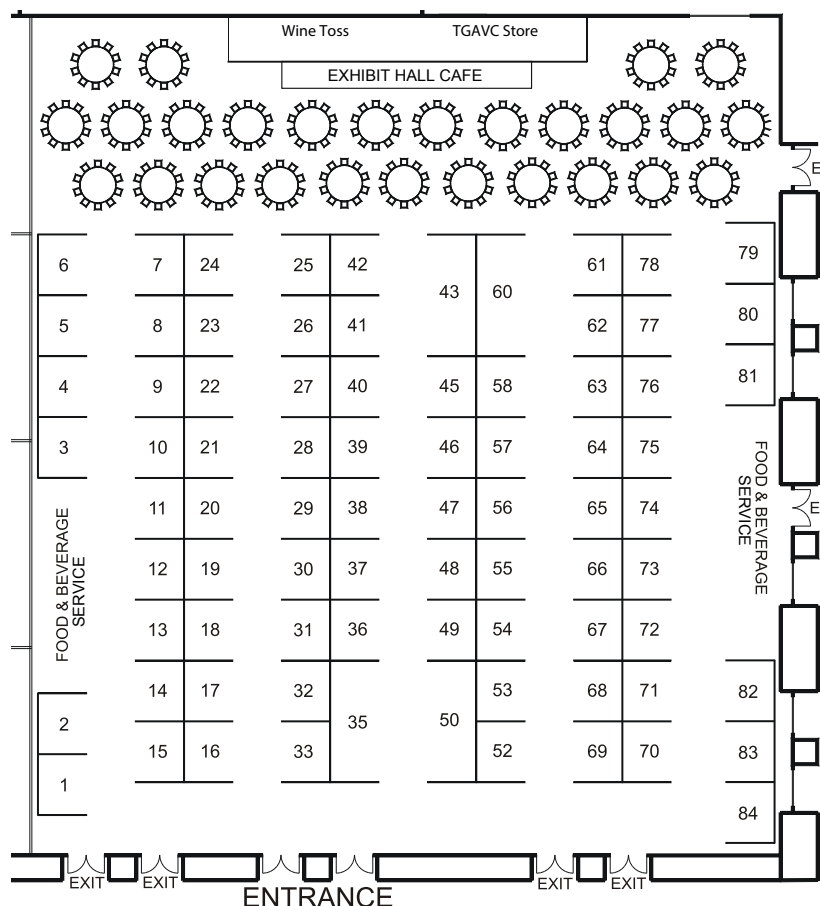 Wine Toss TGAVC Store
EXHIBIT HALL CAFE
E
79
6 7 24 25 42 61 78
43 60
80
5 8 23 26 41 62 77
81
4 9 22 27 40 45 58 63 76
3 10 21 28 39 46 57 64 75
FOOD & BEVERAGE
SERVICE
11 20 29 38 47 56 65 74
E
FOOD & BEVERAGE
SERVICE
12 19 30 37 48 55 66 73
13 18 31 36 49 54 67 72
14 17 32 53 68 71 82
2 35 50
15 16 33 52 69 70 83
1
84
EXIT EXIT EXIT EXIT
ENTRANCE